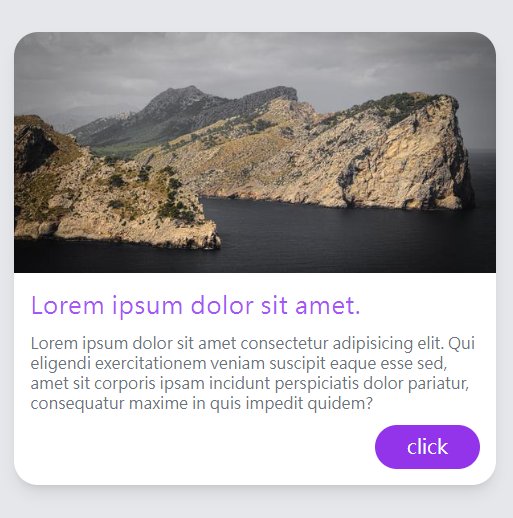 Lorem ipsum dolor sit amet.
Lorem ipsum dolor sit amet consectetur adipisicing elit. Qui
eligendi exercitationem veniam suscipit eaque esse sed,
amet sit corporis ipsam incidunt perspiciatis dolor pariatur,
consequatur maxime in quis impedit quidem?
click